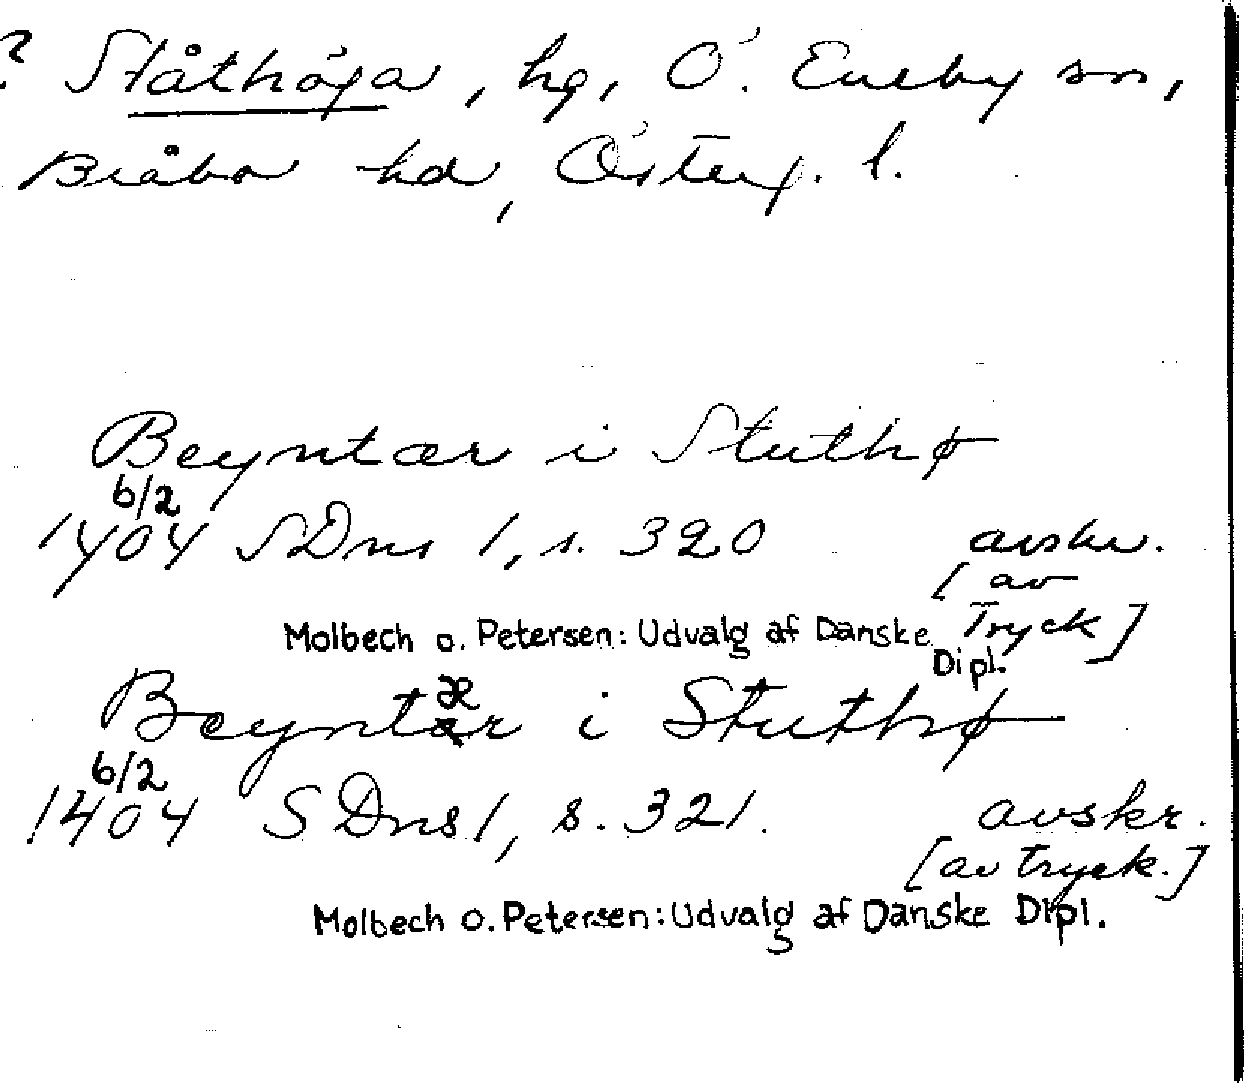 ? Ståthöga, hg, Ö. Eneby sn,
Bråbo hd, Österg. l.
Beyntær i Stuthø
6/2
1404 SDns 1, s. 320 avskr.
[av
Tryck]
Molbech o. Petersen: Udvalg af Danske
Dipl.
Beyntær i Stuthø
6/2
1404 SDns 1, s. 321. avskr.
[av tryck.]
Molbech o. Petersen: Udvalg af Danske Dipl.